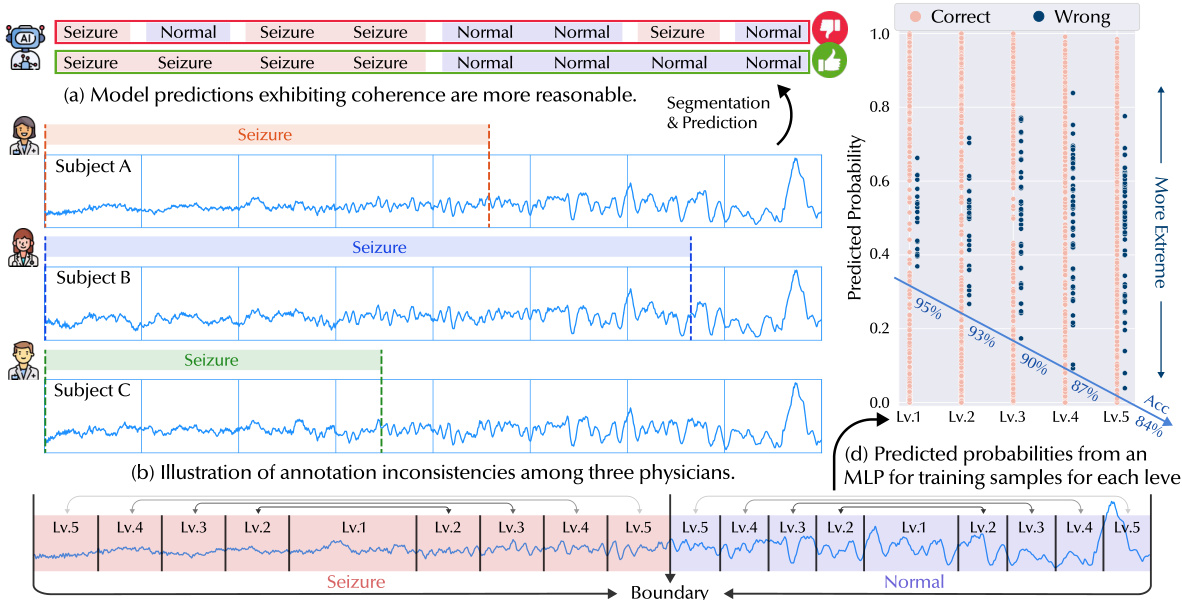 AI
Seizure Normal Seizure Seizure Normal Normal Seizure Normal
Seizure Seizure Seizure Seizure Normal Normal Normal Normal
(a) Model predictions exhibiting coherence are more reasonable.
Segmentation
& Prediction
Seizure
Subject A
Seizure
Subject B
Seizure
Subject C
(b) Illustration of annotation inconsistencies among three physicians.
Correct Wrong
Predicted Probability
1.0
0.8
0.6
0.4
0.2
0.0
95%
93%
90%
87%
84%
Acc
More Extreme
Lv.1 Lv.2 Lv.3 Lv.4 Lv.5
(d) Predicted probabilities from an
MLP for training samples for each leve
Lv.5 Lv.4 Lv.3 Lv.2 Lv.1 Lv.2 Lv.3 Lv.4 Lv.5 Lv.5 Lv.4 Lv.3 Lv.2 Lv.1 Lv.2 Lv.3 Lv.4 Lv.5
Seizure Normal
Boundary